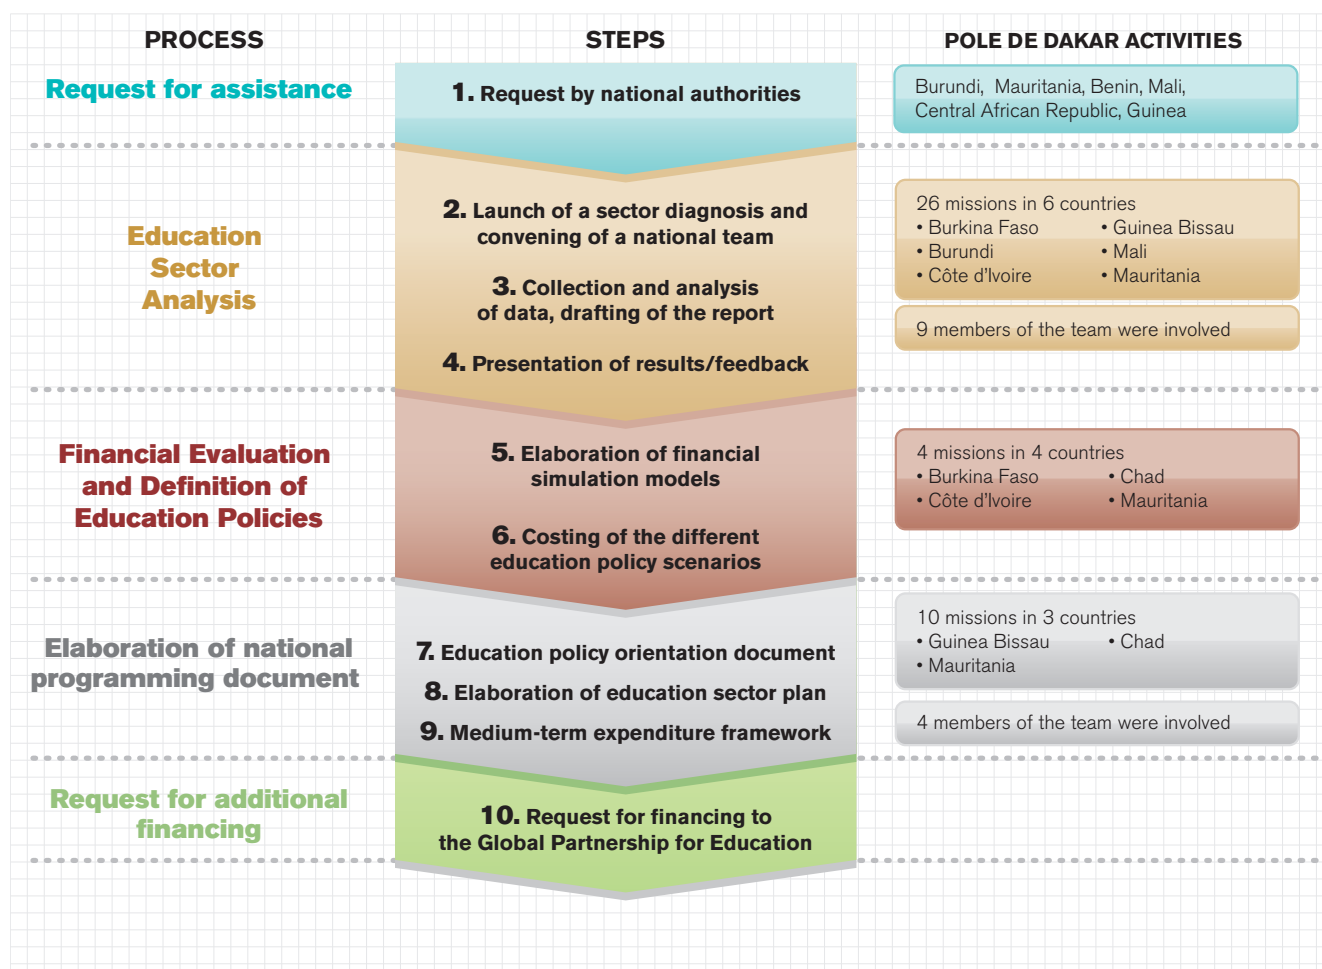 PROCESS
STEPS
POLE DE DAKAR ACTIVITIES
Request for assistance
1. Request by national authorities
Burundi, Mauritania, Benin, Mali,
Central African Republic, Guinea
Education
Sector
Analysis
2. Launch of a sector diagnosis and
convening of a national team
3. Collection and analysis
of data, drafting of the report
4. Presentation of results/feedback
26 missions in 6 countries
• Burkina Faso
• Guinea Bissau
• Burundi
• Mali
• Côte d'Ivoire
• Mauritania
9 members of the team were involved
Financial Evaluation
and Definition of
Education Policies
5. Elaboration of financial
simulation models
6. Costing of the different
education policy scenarios
4 missions in 4 countries
• Burkina Faso
• Chad
• Côte d'Ivoire
• Mauritania
Elaboration of national
programming document
7. Education policy orientation document
8. Elaboration of education sector plan
9. Medium-term expenditure framework
10 missions in 3 countries
• Guinea Bissau
• Chad
• Mauritania
4 members of the team were involved
Request for additional
financing
10. Request for financing to
the Global Partnership for Education